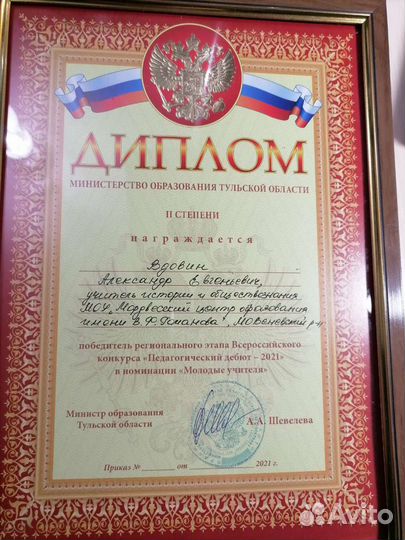 ДИПЛОМ
МИНИСТЕРСТВО ОБРАЗОВАНИЯ ТУЛЬСКОЙ ОБЛАСТИ
II СТЕПЕНИ
награждается
Вдовин
Александр Евгеньевич,
учитель истории и обществознания
МОУ „Мордвесский центр образования
имени В.Ф. Романова", Мо Веневский р-н
победитель регионального этапа Всероссийского
конкурса «Педагогический дебют – 2021»
в номинации «Молодые учителя»
Министр образования
Тульской области
А.А. Шевелева
Приказ № от 2021 г.
Avito